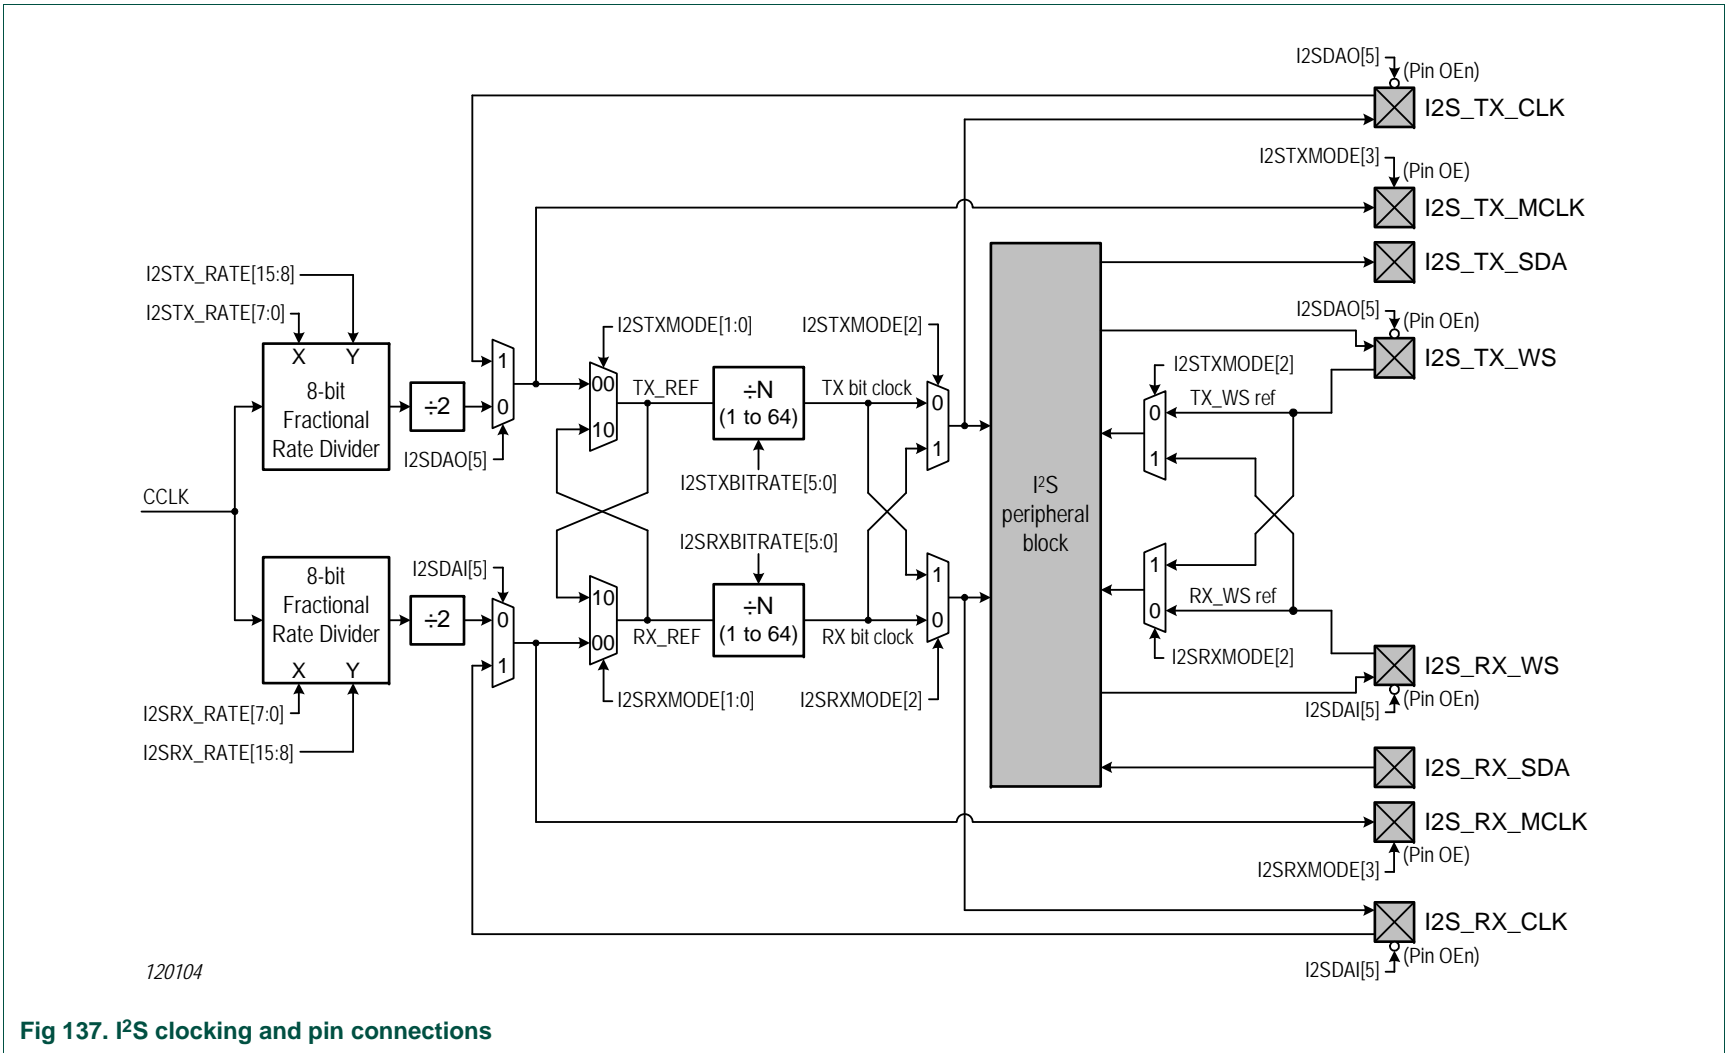 I2SDAO[5]
(Pin OEn)
I2S_TX_CLK
I2STXMODE[3]
(Pin OE)
I2S_TX_MCLK
I2S_TX_SDA
I2STX_RATE[15:8]
I2STX_RATE[7:0]
I2SDAO[5]
(Pin OEn)
I2S_TX_WS
X
Y
8-bit
Fractional
Rate Divider
÷2
1
0
I2SDAO[5]
I2STXMODE[1:0]
00
10
TX_REF
÷N
(1 to 64)
I2STXBITRATE[5:0]
TX bit clock
I2STXMODE[2]
0
1
I2STXMODE[2]
0
1
TX_WS ref
CCLK
I2S
peripheral
block
8-bit
Fractional
Rate Divider
X
Y
I2SRX_RATE[7:0]
I2SRX_RATE[15:8]
÷2
I2SDAI[5]
0
1
10
00
I2SRXMODE[1:0]
RX_REF
I2SRXBITRATE[5:0]
÷N
(1 to 64)
RX bit clock
1
0
I2SRXMODE[2]
1
0
RX_WS ref
I2SRXMODE[2]
I2S_RX_WS
I2SDAI[5]
(Pin OEn)
I2S_RX_SDA
I2S_RX_MCLK
(Pin OE)
I2SRXMODE[3]
I2S_RX_CLK
I2SDAI[5]
(Pin OEn)
120104
Fig 137. I2S clocking and pin connections